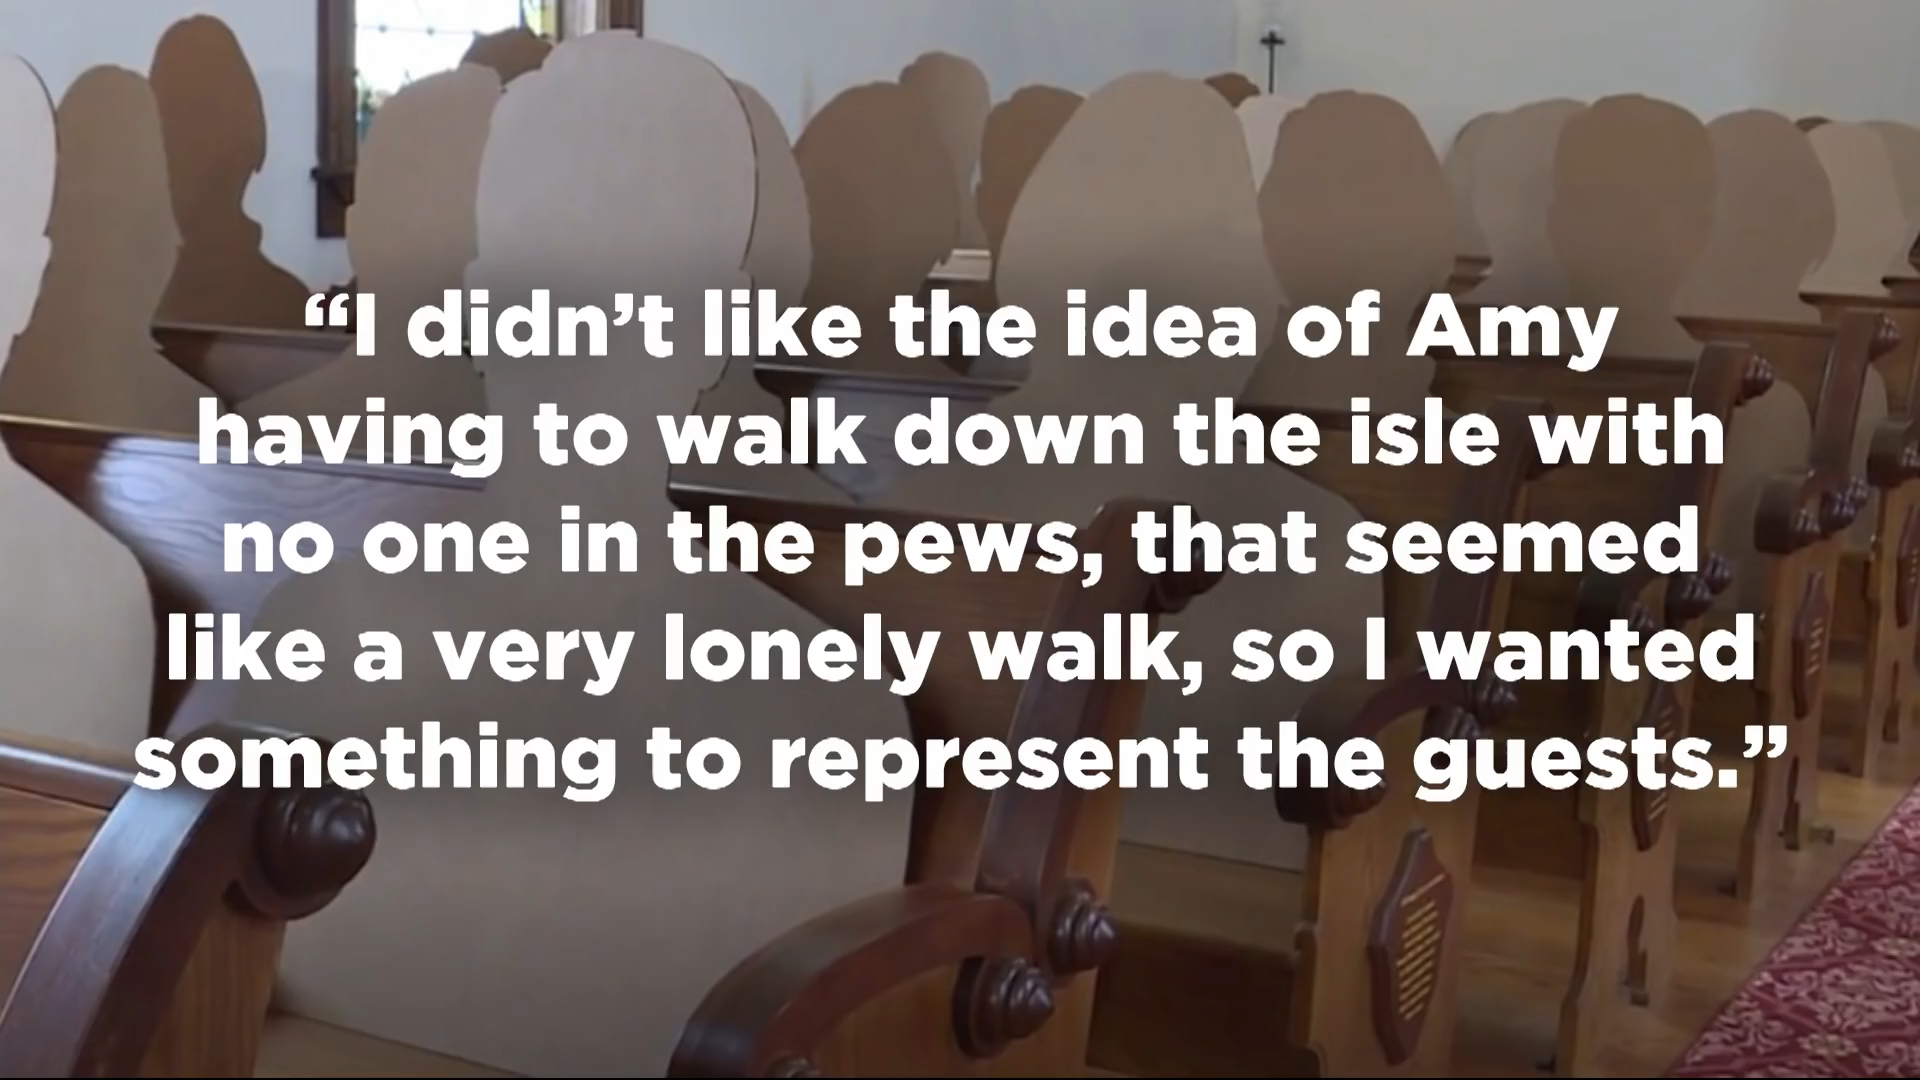 “I didn’t like the idea of Amy
having to walk down the isle with
no one in the pews, that seemed
like a very lonely walk, so I wanted
something to represent the guests.”